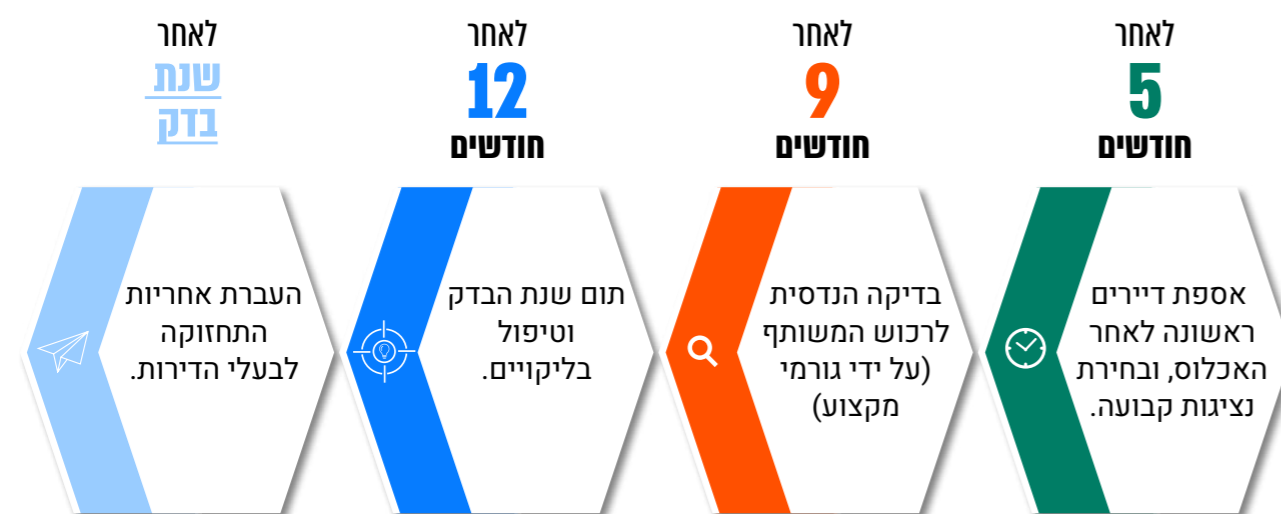 לאחר
5
חודשים
אספת דיירים
ראשונה לאחר
האכלוס, ובחירת
נציגות קבועה.
לאחר
9
חודשים
בדיקה הנדסית
לרכוש המשותף
(על ידי גורמי
מקצוע)
לאחר
12
חודשים
תום שנת הבדק
וטיפול
בליקויים.
לאחר
שנת
בדק
העברת אחריות
התחזוקה
לבעלי הדירות.